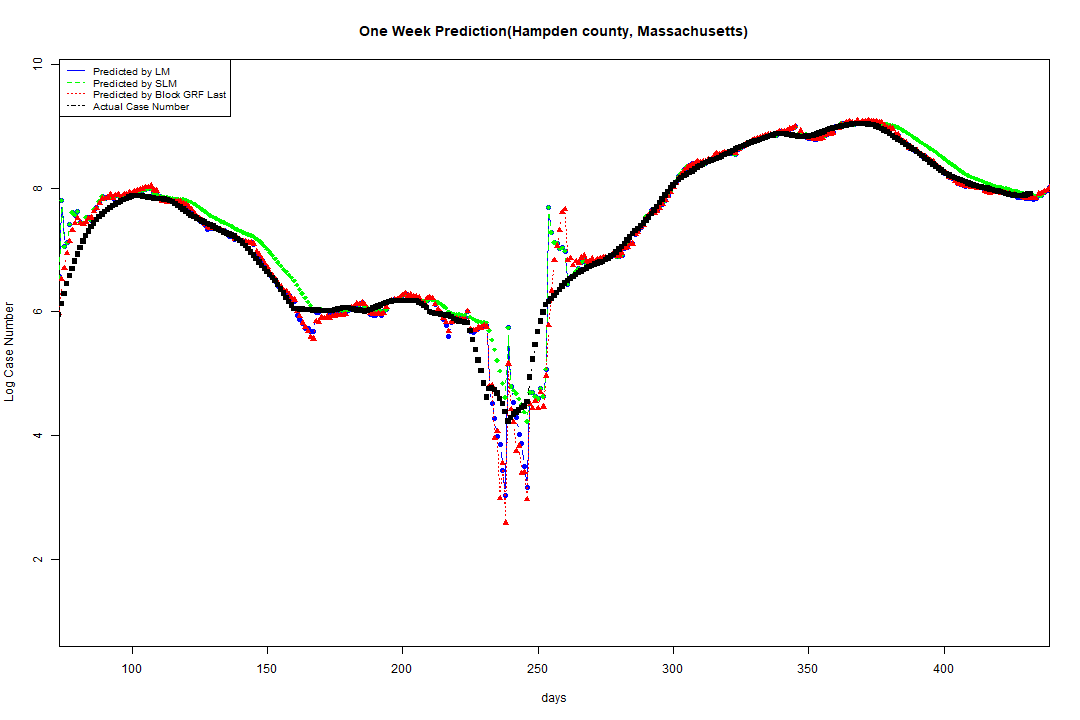 One Week Prediction(Hampden county, Massachusetts)
Predicted by LM
Predicted by SLM
Predicted by Block GRF Last
Actual Case Number
10
8
6
4
2
Log Case Number
100 150 200 250 300 350 400
days